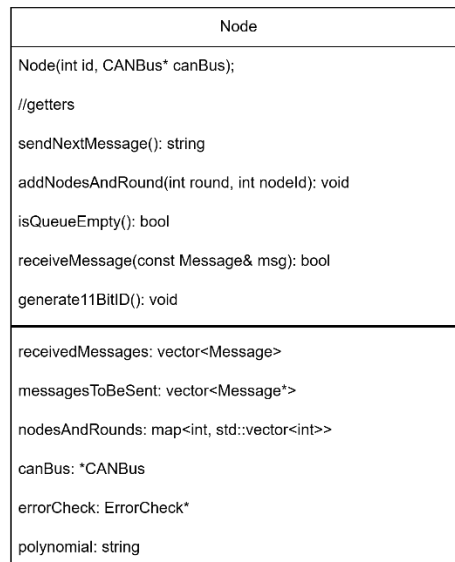 Node
Node(int id, CANBus* canBus);
//getters
sendNextMessage(): string
addNodesAndRound(int round, int nodeId): void
isQueueEmpty(): bool
receiveMessage(const Message& msg): bool
generate11BitID(): void
receivedMessages: vector<Message>
messagesToBeSent: vector<Message*>
nodesAndRounds: map<int, std::vector<int>>
canBus: *CANBus
errorCheck: ErrorCheck*
polynomial: string